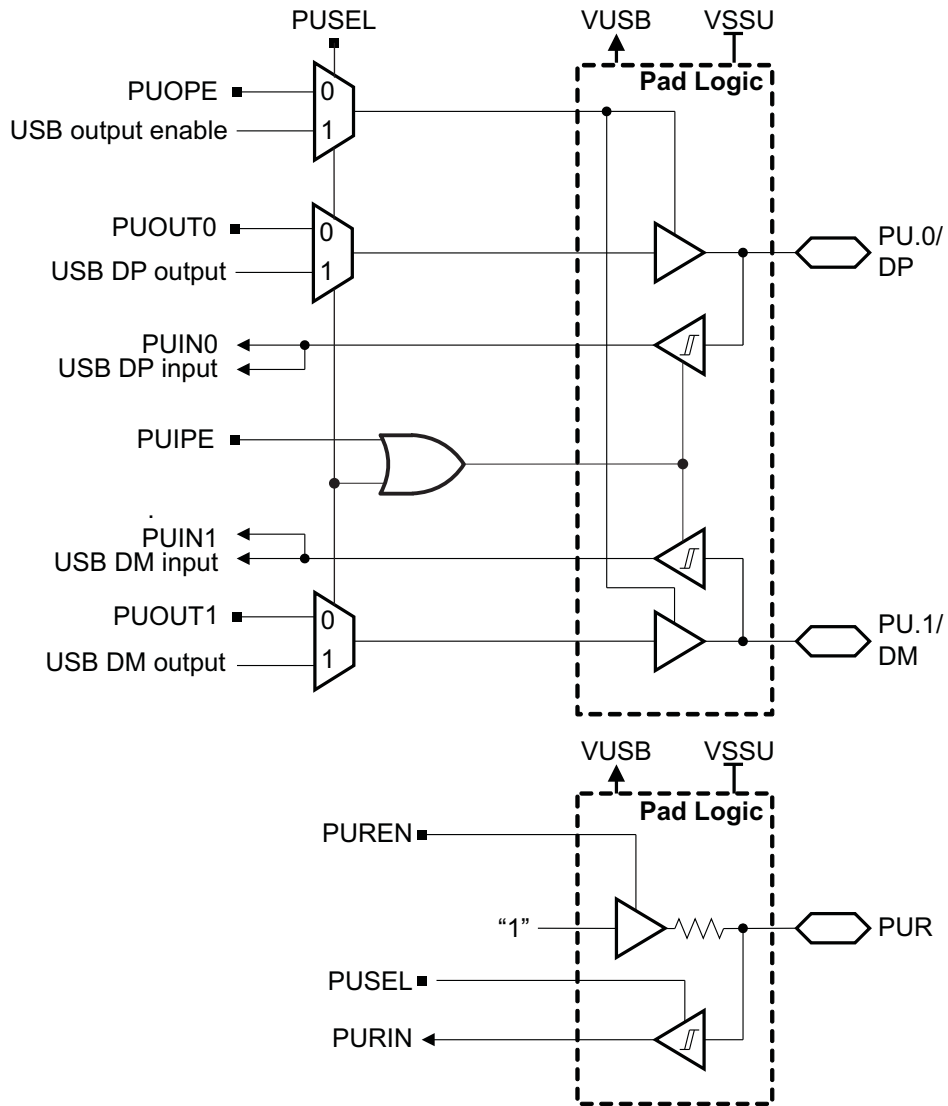 PUSEL
VUSB
VSSU
Pad Logic
PUOPE
0
USB output enable
1
PUOUT0
0
USB DP output
1
PU.0/
DP
PUIN0
USB DP input
PUIPE
.
PUIN1
USB DM input
PUOUT1
0
USB DM output
1
PU.1/
DM
VUSB
VSSU
Pad Logic
PUREN
“1”
PUR
PUSEL
PURIN